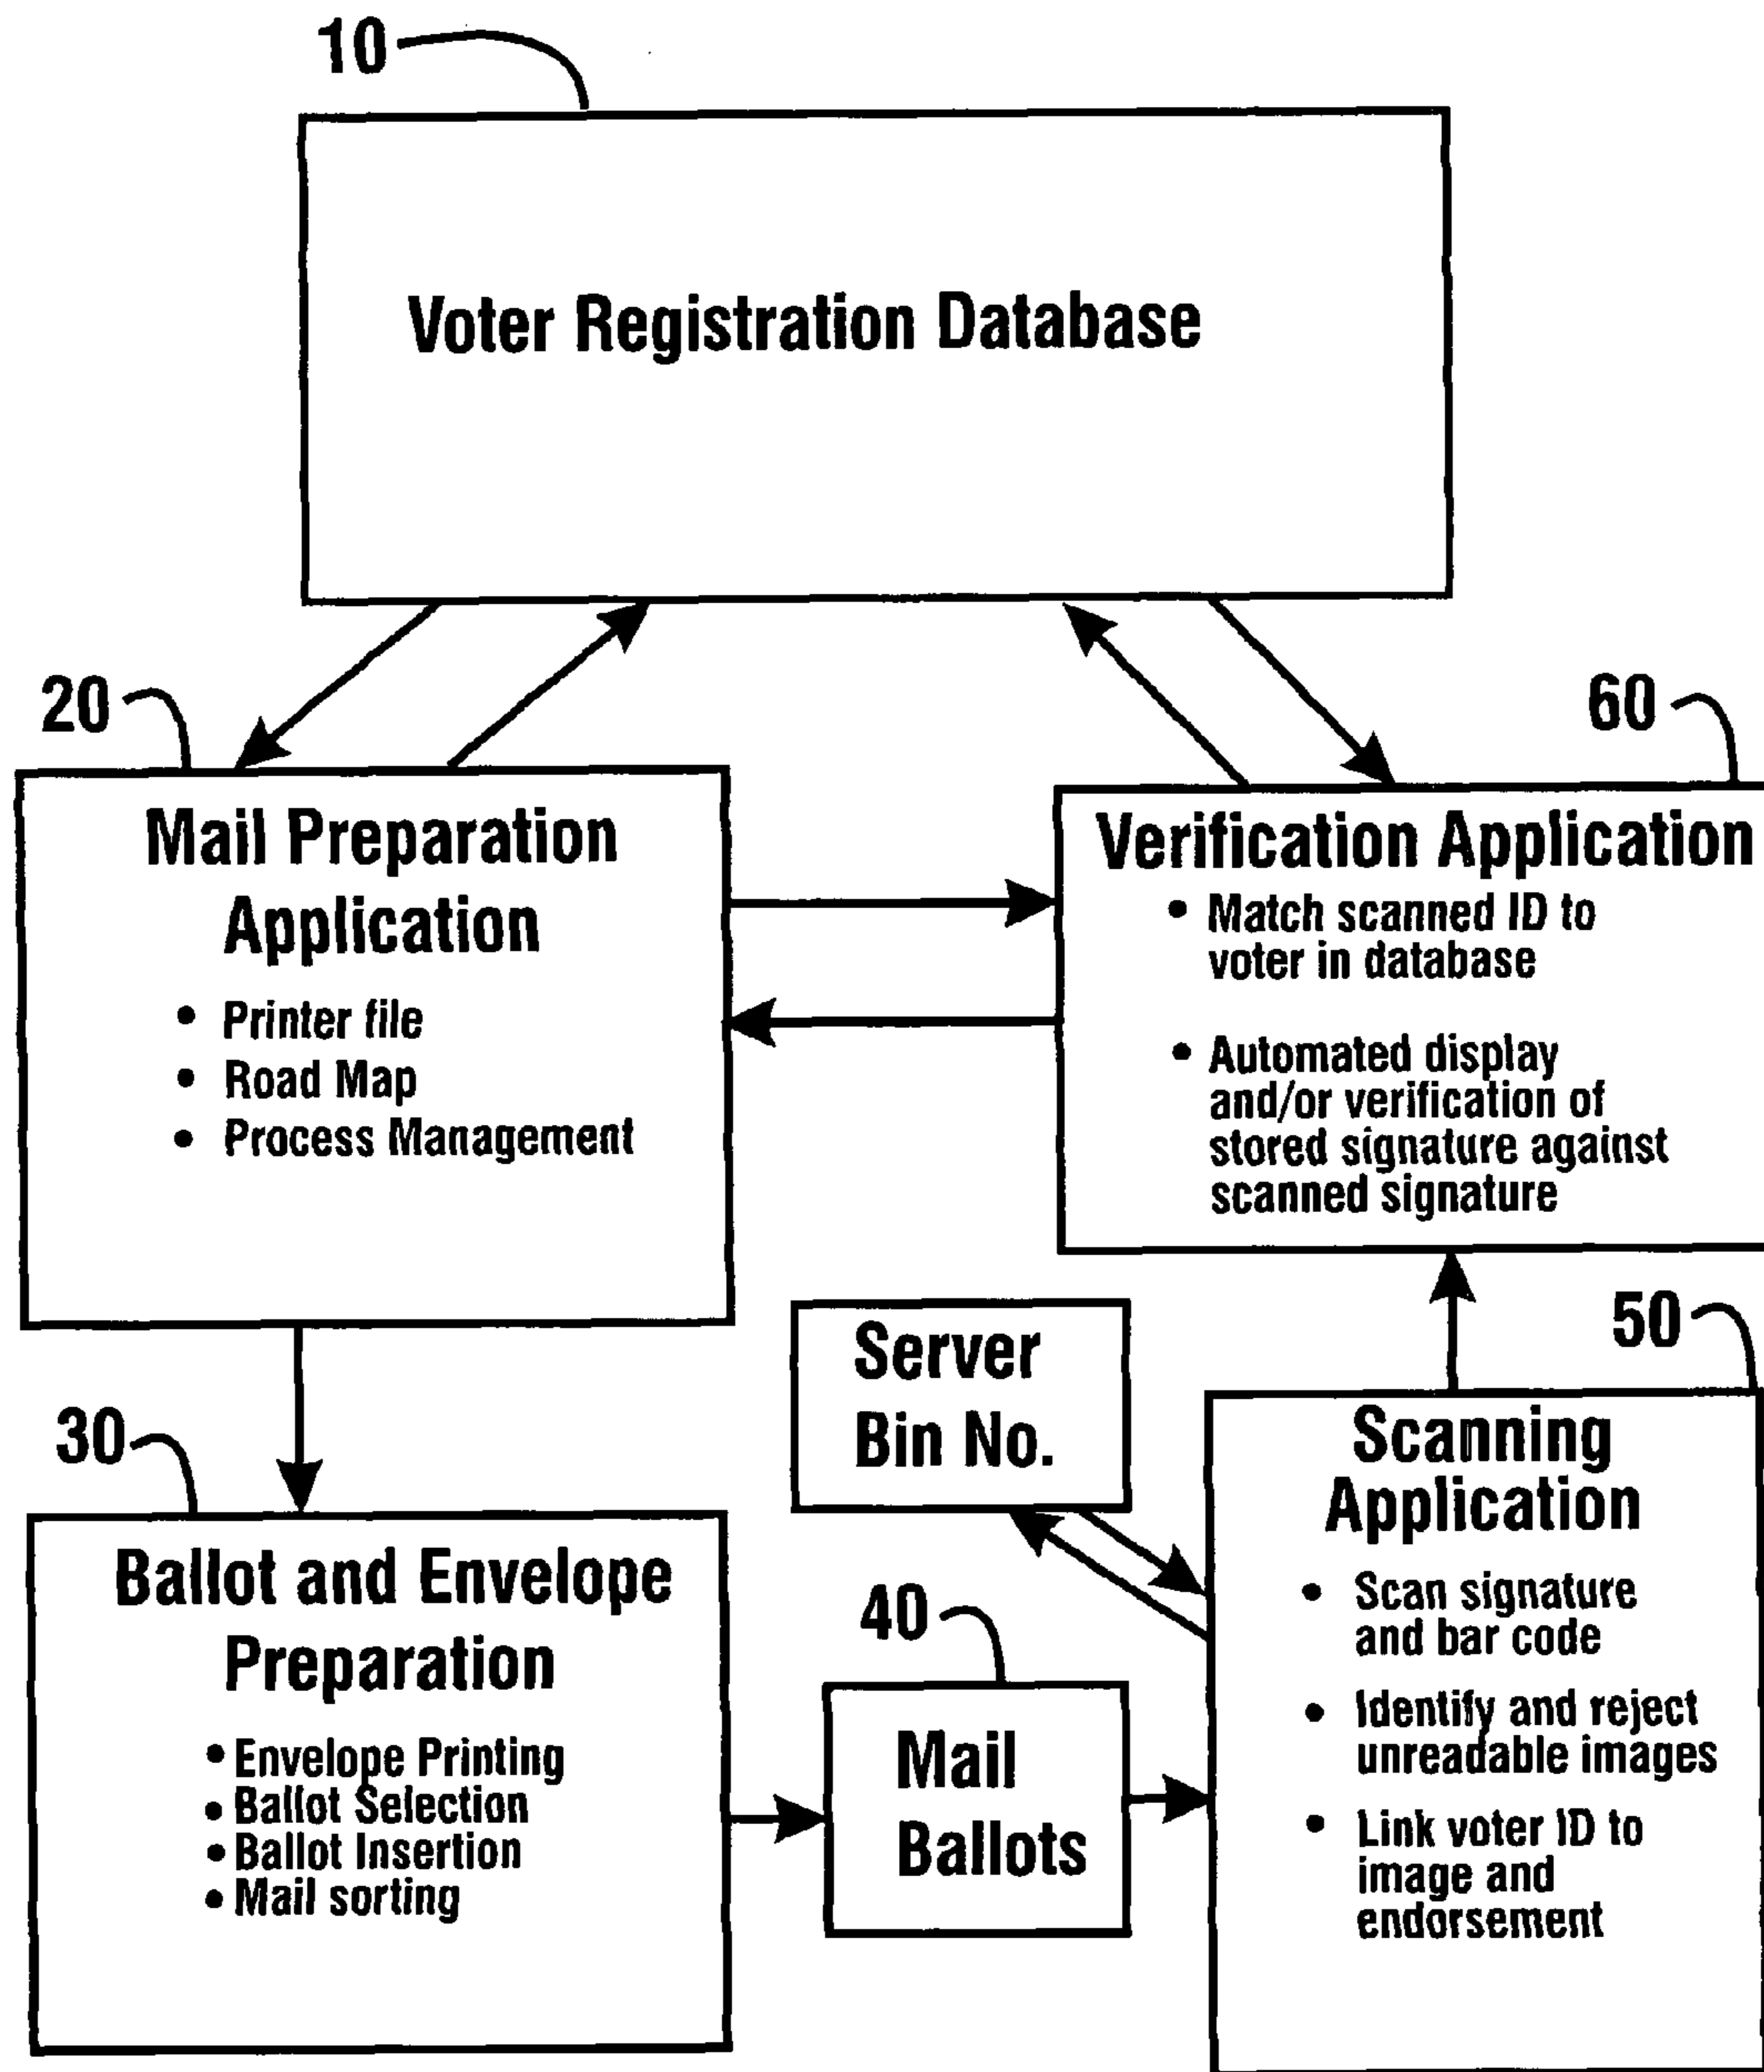 10
Voter Registration Database
20
Mail Preparation
Application
• Printer file
• Road Map
• Process Management
60
Verification Application
• Match scanned ID to
voter in database
• Automated display
and/or verification of
stored signature against
scanned signature
30
Ballot and Envelope
Preparation
• Envelope Printing
• Ballot Selection
• Ballot Insertion
• Mail sorting
Server
Bin No.
40
Mail
Ballots
50
Scanning
Application
• Scan signature
and bar code
• Identify and reject
unreadable images
• Link voter ID to
image and
endorsement